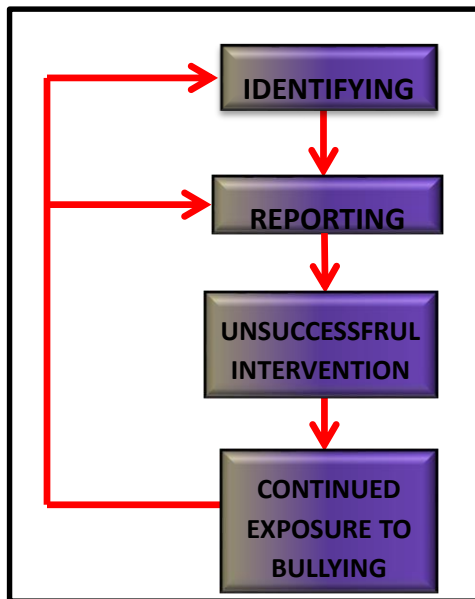 IDENTIFYING
REPORTING
UNSUCCESSFRUL
INTERVENTION
CONTINUED
EXPOSURE TO
BULLYING